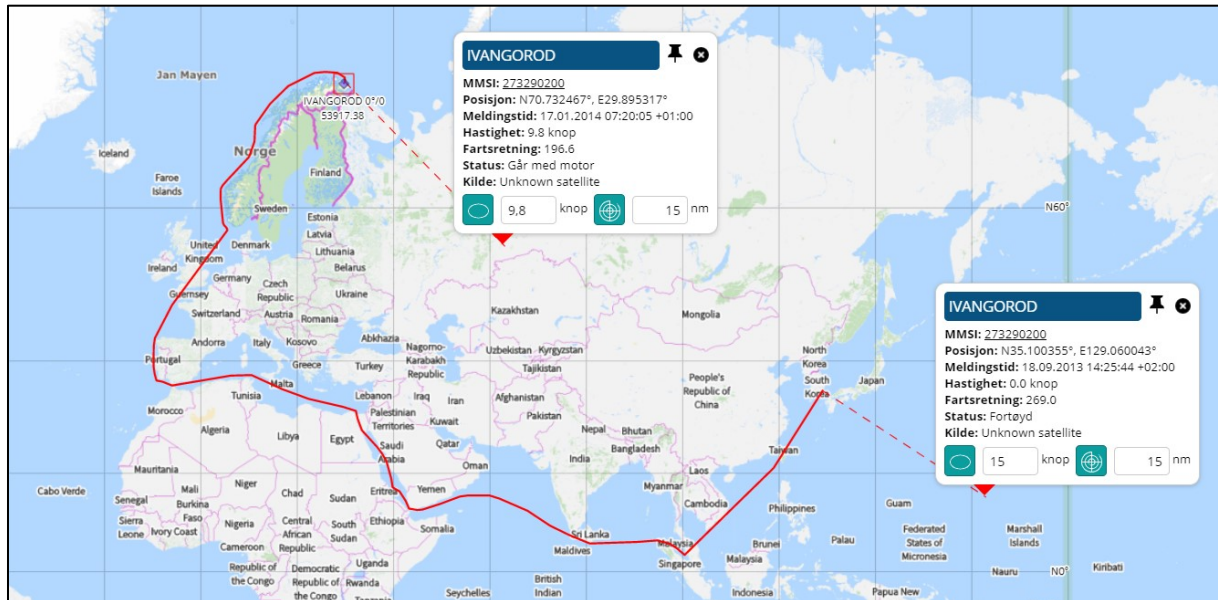 IVANGOROD
MMSI: 273290200
Posisjon: N70.732467°, E29.895317°
Meldingstid: 17.01.2014 07:20:05 +01:00
Hastighet: 9.8 knop
Fartsretning: 196.6
Status: Går med motor
Kilde: Unknown satellite
9,8 knop 15 nm
IVANGOROD
MMSI: 273290200
Posisjon: N35.100355°, E129.060043°
Meldingstid: 18.09.2013 14:25:44 +02:00
Hastighet: 0.0 knop
Fartsretning: 269.0
Status: Fortøyd
Kilde: Unknown satellite
15 knop 15 nm
Jan Mayen
IVANGOROD 0°/0
53917.38
Iceland
Norge
Faroe
Islands
Finland
Sweden
Estonia
Latvia
Lithuania
Belarus
N60°
United
Kingdom
Denmark
Ireland
Germany
Guernsey
Czech
Republic
Ukraine
Switzerland
Austria
Romania
Kazakhstan
Mongolia
Andorra
Italy
Kosovo
Abkhazia
Nagorno-
Karabakh
Republic
Uzbekistan
Kyrgyzstan
Tajikistan
North
Korea
South
Korea
Japan
Portugal
Greece
Turkey
Malta
Tunisia
Lebanon
Iraq
Iran
Afghanistan
People's
Republic of
China
Morocco
Palestinian
Territories
Kuwait
Pakistan
Algeria
Libya
Egypt
Saudi
Arabia
Qatar
Nepal
Bhutan
Bangladesh
Taiwan
Oman
India
Mauritania
Myanmar
Laos
Cabo Verde
Senegal
Mali
Niger
Chad
Sudan
Eritrea
Yemen
Cambodia
Philippines
Guam
Marshall
Islands
Burkina
Faso
Sierra
Leone
Ivory Coast
Nigeria
Central
African
Republic
South
Sudan
Ethiopia
Somalia
Sri Lanka
Maldives
Malaysia
Singapore
Brunei
Malaysia
Palau
Federated
States of
Micronesia
Cameroon
Uganda
Republic of
the Congo
Democratic
Republic of
the Congo
Rwanda
Seychelles
British
Indian
Indonesia
Papua New
Nauru
N0°
Kiribati
Tanzania